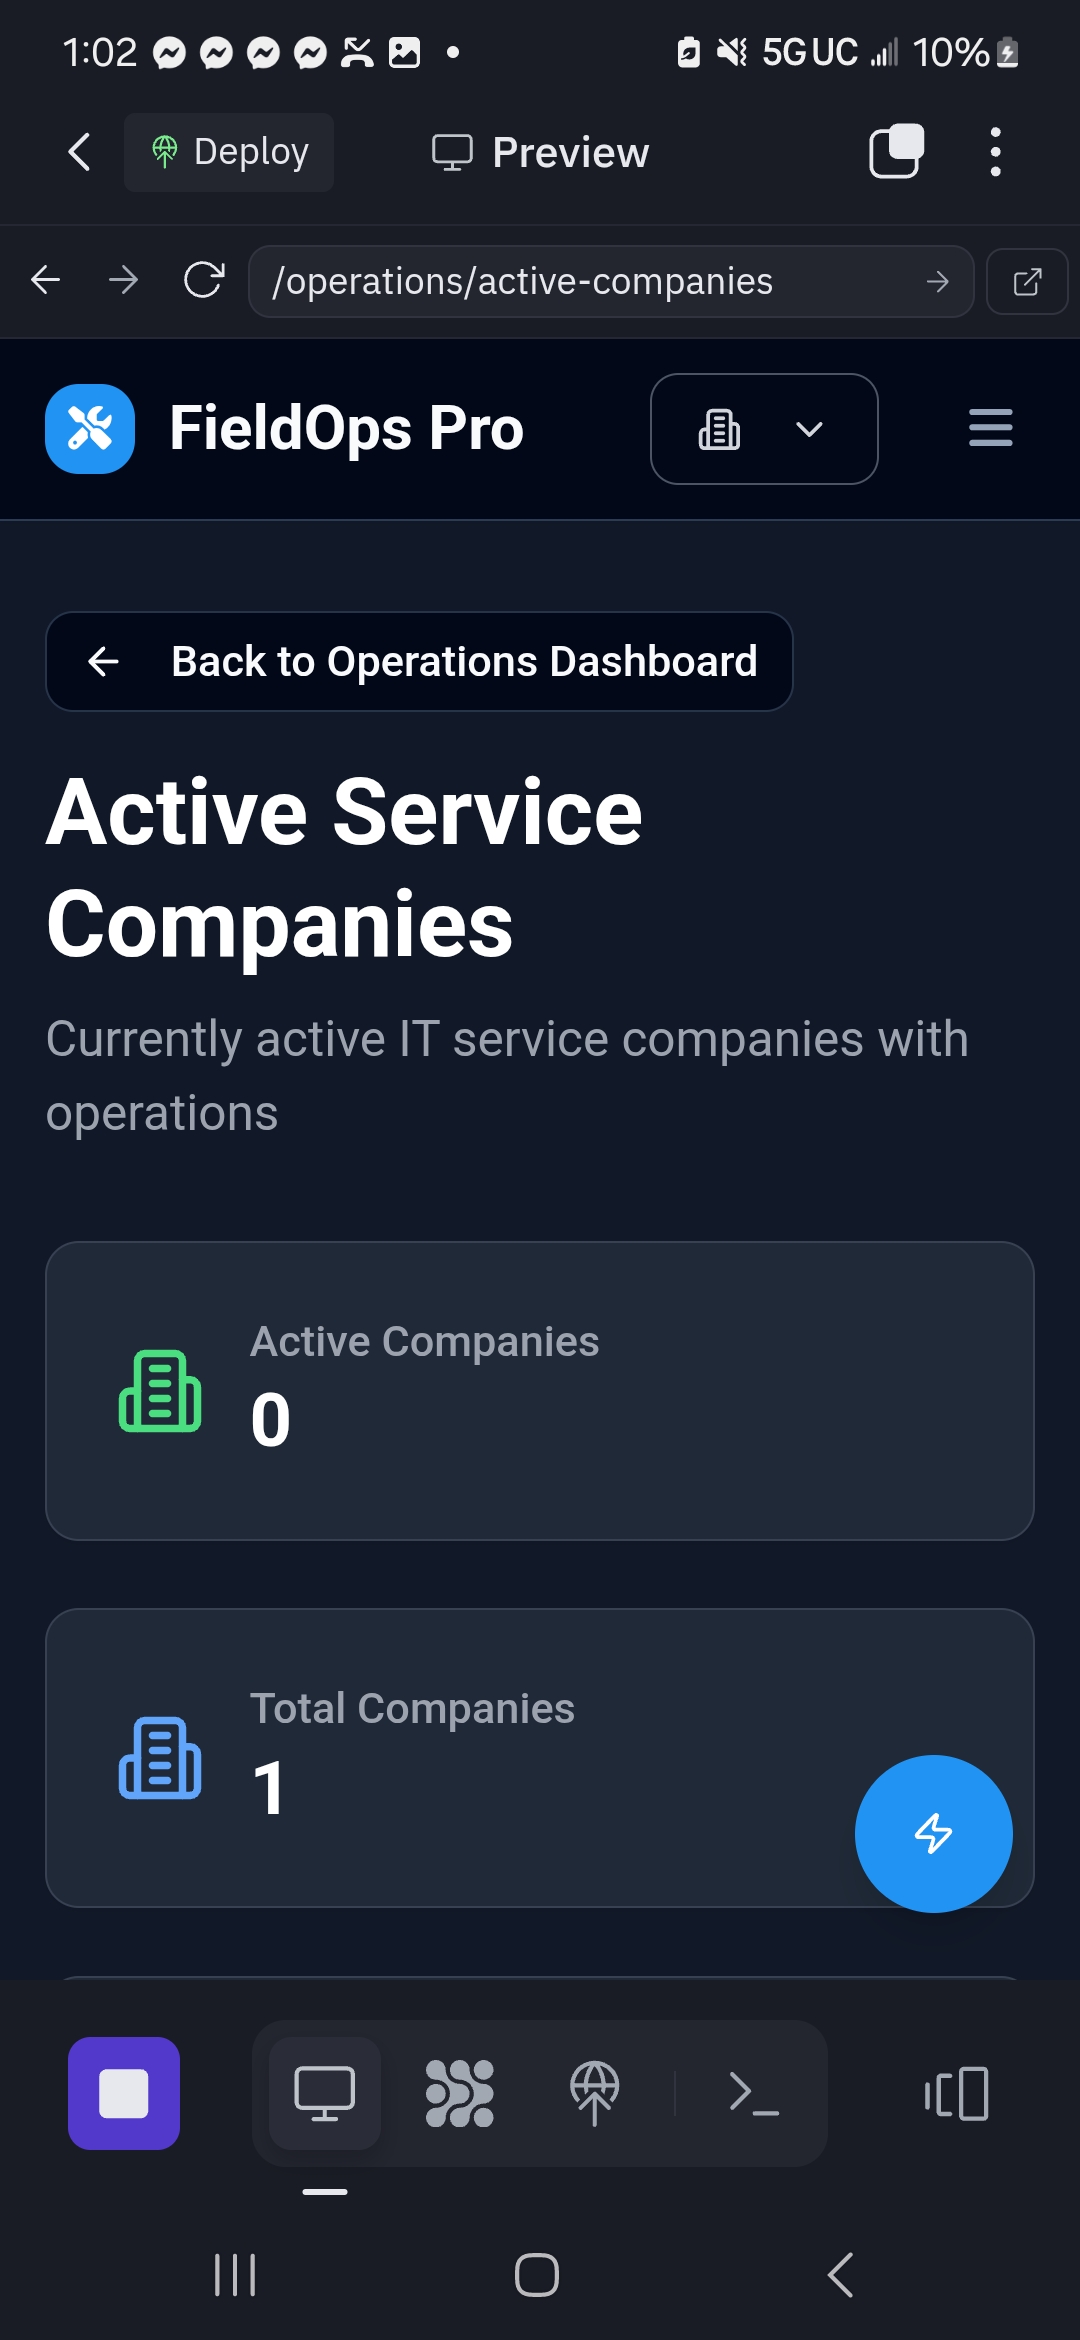 1:02
5G UC
10%
Deploy
Preview
/operations/active-companies
FieldOps Pro
Back to Operations Dashboard
Active Service
Companies
Currently active IT service companies with
operations
Active Companies
0
Total Companies
1